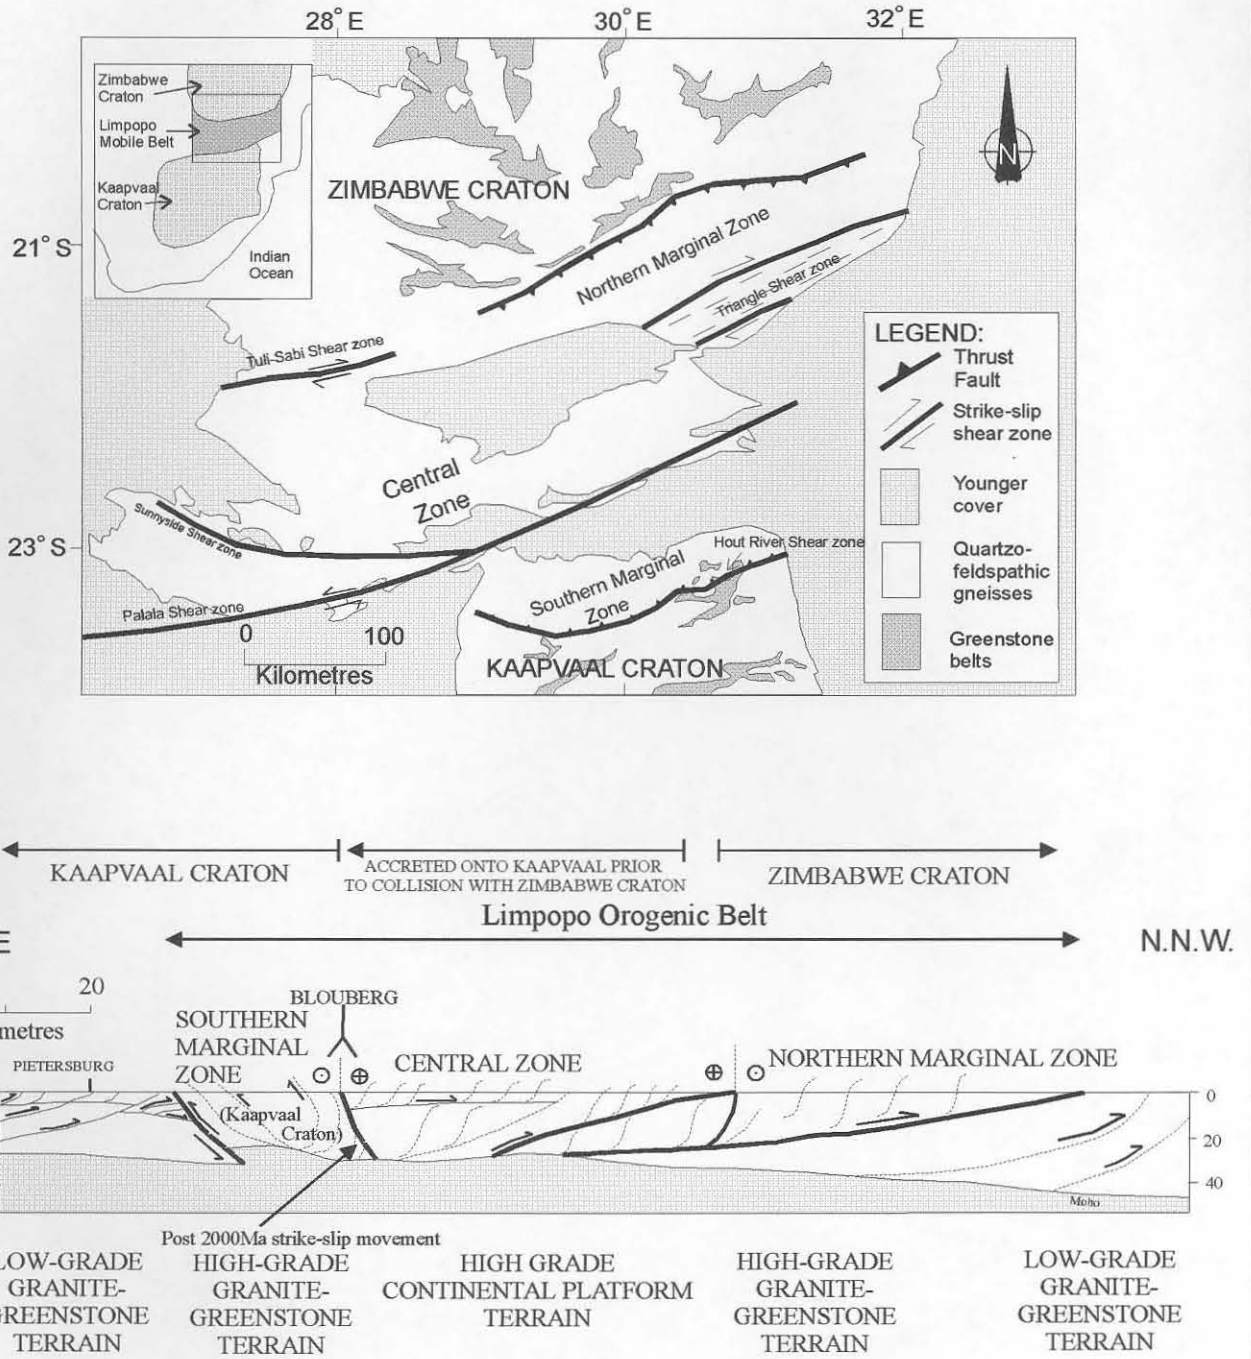 28° E
30° E
32° E
Zimbabwe
Craton
Limpopo
Mobile Belt
Kaapvaal
Craton
Indian
Ocean
N
ZIMBABWE CRATON
21° S
Northern Marginal Zone
Triangle Shear zone
Tuli-Sabi Shear zone
LEGEND:
Thrust
Fault
Strike-slip
shear zone
Younger
cover
Quartzo-
feldspathic
gneisses
Greenstone
belts
Central
Zone
Sunnyside Shear zone
23° S
Hout River Shear zone
Southern Marginal
Zone
Palala Shear zone
0
100
Kilometres
KAAPVAAL CRATON
KAAPVAAL CRATON
ACCRETED ONTO KAAPVAAL PRIOR
TO COLLISION WITH ZIMBABWE CRATON
ZIMBABWE CRATON
Limpopo Orogenic Belt
E
N.N.W.
20
metres
BLOUBERG
PIETERSBURG
SOUTHERN
MARGINAL
ZONE
CENTRAL ZONE
NORTHERN MARGINAL ZONE
(Kaapvaal
Craton)
0
20
40
Moho
Post 2000Ma strike-slip movement
LOW-GRADE
GRANITE-
GREENSTONE
TERRAIN
HIGH-GRADE
GRANITE-
GREENSTONE
TERRAIN
HIGH GRADE
CONTINENTAL PLATFORM
TERRAIN
HIGH-GRADE
GRANITE-
GREENSTONE
TERRAIN
LOW-GRADE
GRANITE-
GREENSTONE
TERRAIN